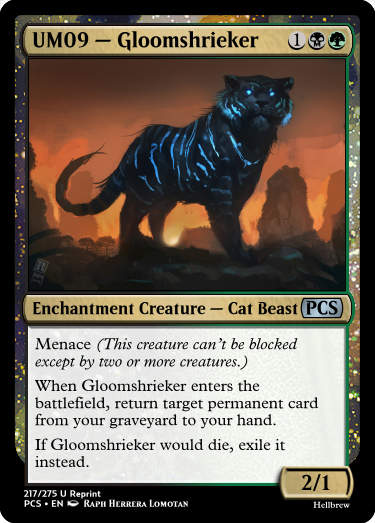 UM09 — Gloomshrieker 1
Enchantment Creature — Cat Beast PCS
Menace (This creature can't be blocked
except by two or more creatures.)
When Gloomshrieker enters the
battlefield, return target permanent card
from your graveyard to your hand.
If Gloomshrieker would die, exile it
instead.
2/1
217/275 U Reprint
PCS • EN Raph Herrera Lomotan
Hellbrew